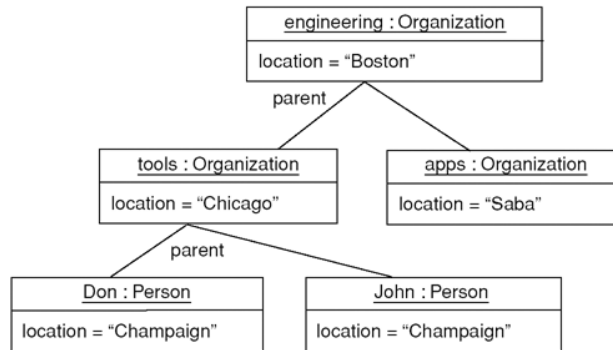 engineering : Organization
location = “Boston”
parent
tools : Organization
apps : Organization
location = “Chicago”
location = “Saba”
parent
Don : Person
John : Person
location = “Champaign”
location = “Champaign”